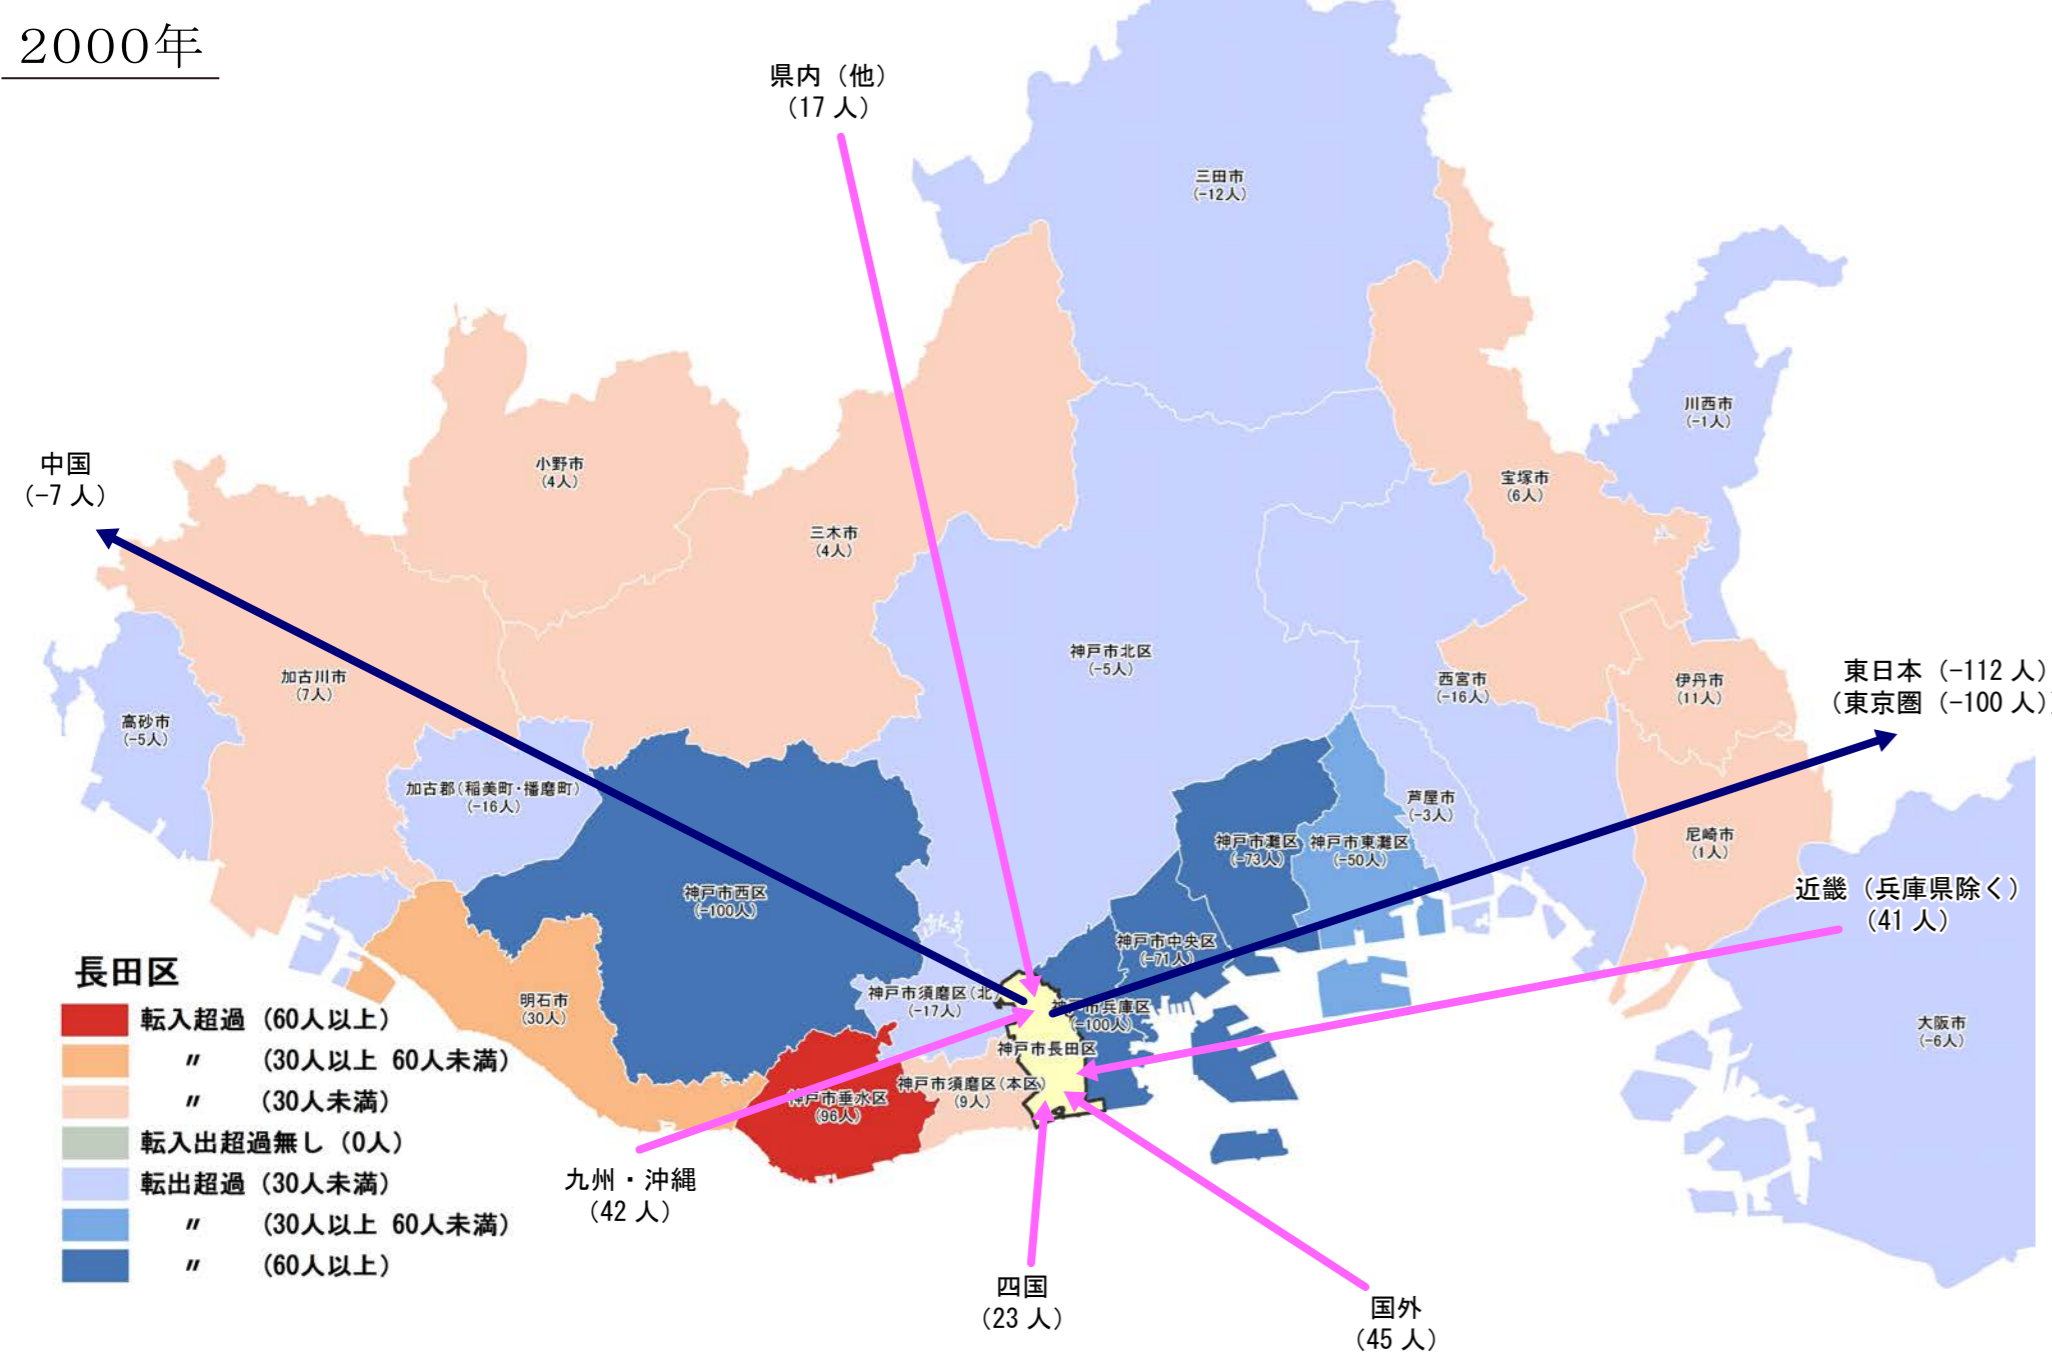 2000年
県内（他）
（17 人）
三田市
(-12人)
川西市
(-1人)
中国
（-7 人）
小野市
(4人)
宝塚市
(6人)
三木市
(4人)
加古川市
(7人)
神戸市北区
(-5人)
西宮市
(-16人)
伊丹市
(11人)
東日本（-112 人）
（東京圏（-100 人）
高砂市
(-5人)
加古郡（稲美町・播磨町）
(-16人)
芦屋市
(-3人)
神戸市灘区
(-73人)
神戸市東灘区
(-50人)
尼崎市
(1人)
神戸市西区
(-100人)
近畿（兵庫県除く）
（41 人）
神戸市中央区
(-71人)
明石市
(30人)
神戸市須磨区（北）
(-17人)
神戸市兵庫区
(-100人)
大阪市
(-6人)
神戸市長田区
神戸市垂水区
(96人)
神戸市須磨区（本区）
(9人)
長田区
転入超過（60人以上）
〃 （30人以上 60人未満）
〃 （30人未満）
転入出超過無し（0人）
転出超過（30人未満）
〃 （30人以上 60人未満）
〃 （60人以上）
九州・沖縄
（42 人）
四国
（23 人）
国外
（45 人）